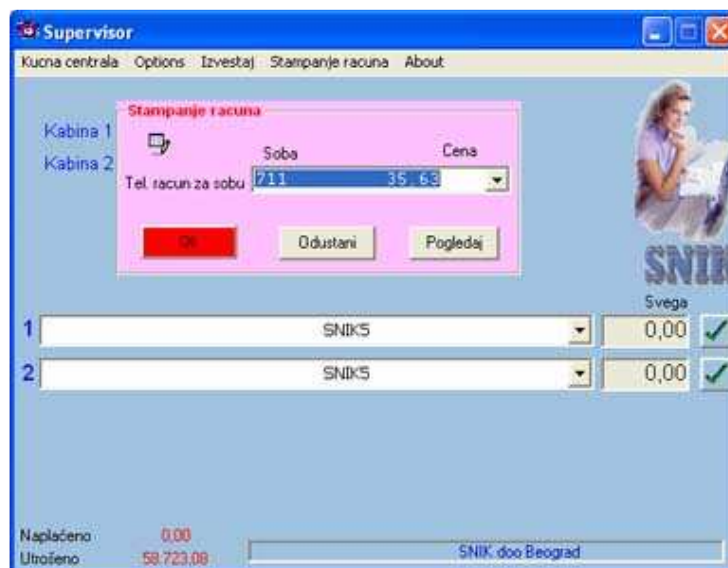 Supervisor
Kucna centrala Options Izvestaj Stampanje racuna About
Stampanje racuna
Kabina 1
Kabina 2
Soba Cena
Tel. racun za sobu 711 35.63
Ok Odustani Pogledaj
SNIK
Svega
1 SNIK5 0,00
2 SNIK5 0,00
Naplaćeno 0,00
Utrošeno 58.723,08
SNIK doo Beograd